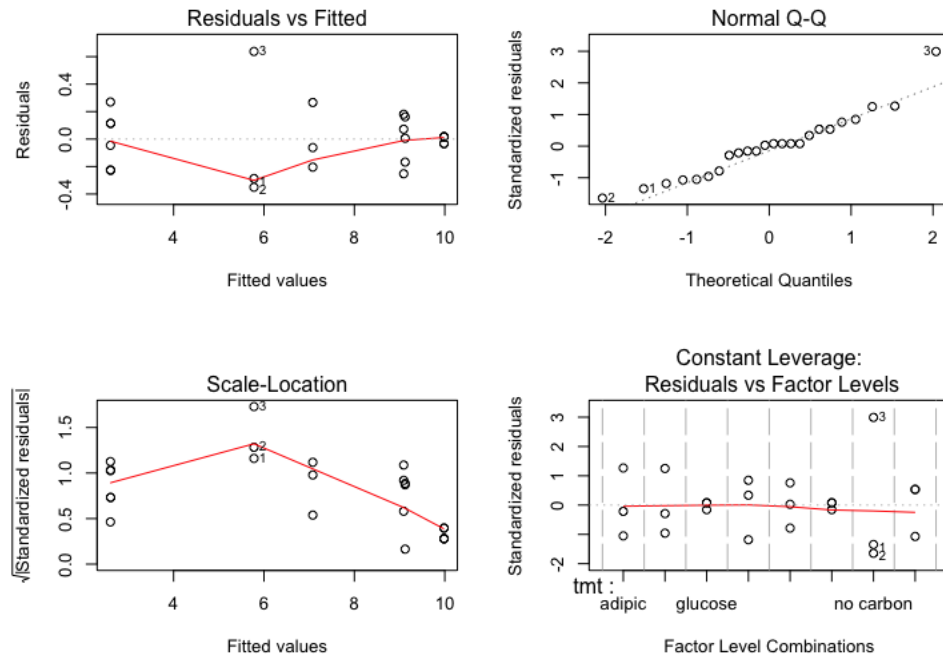 Residuals vs Fitted
Residuals
0.4
0.0
-0.4
3
1
2
4 6 8 10
Fitted values
Normal Q-Q
Standardized residuals
3
2
1
0
-1
3
2
1
-2 -1 0 1 2
Theoretical Quantiles
Scale-Location
√|Standardized residuals|
1.5
1.0
0.5
0.0
3
2
1
4 6 8 10
Fitted values
Constant Leverage:
Residuals vs Factor Levels
Standardized residuals
3
2
1
0
-2
3
1
2
tmt :
adipic glucose no carbon
Factor Level Combinations